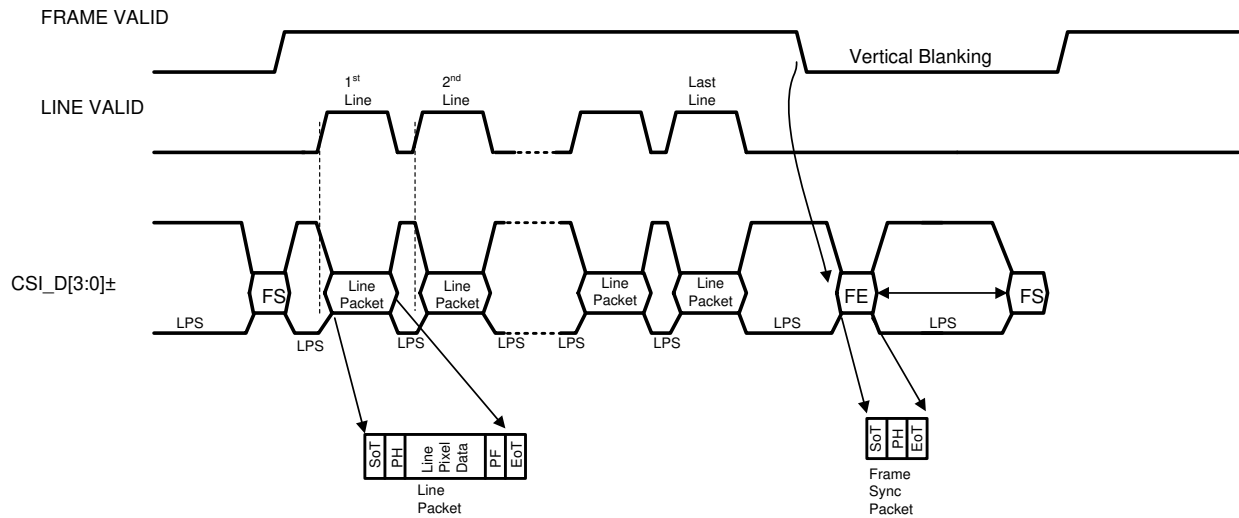 FRAME VALID
Vertical Blanking
1st
Line
2nd
Line
Last
Line
LINE VALID
CSI_D[3:0]±
FS
Line
Packet
Line
Packet
Line
Packet
Line
Packet
FE
FS
LPS
LPS
LPS
LPS
LPS
LPS
LPS
LPS
SoT
PH
Line
Pixel
Data
PF
EoT
Line
Packet
SoT
PH
EoT
Frame
Sync
Packet